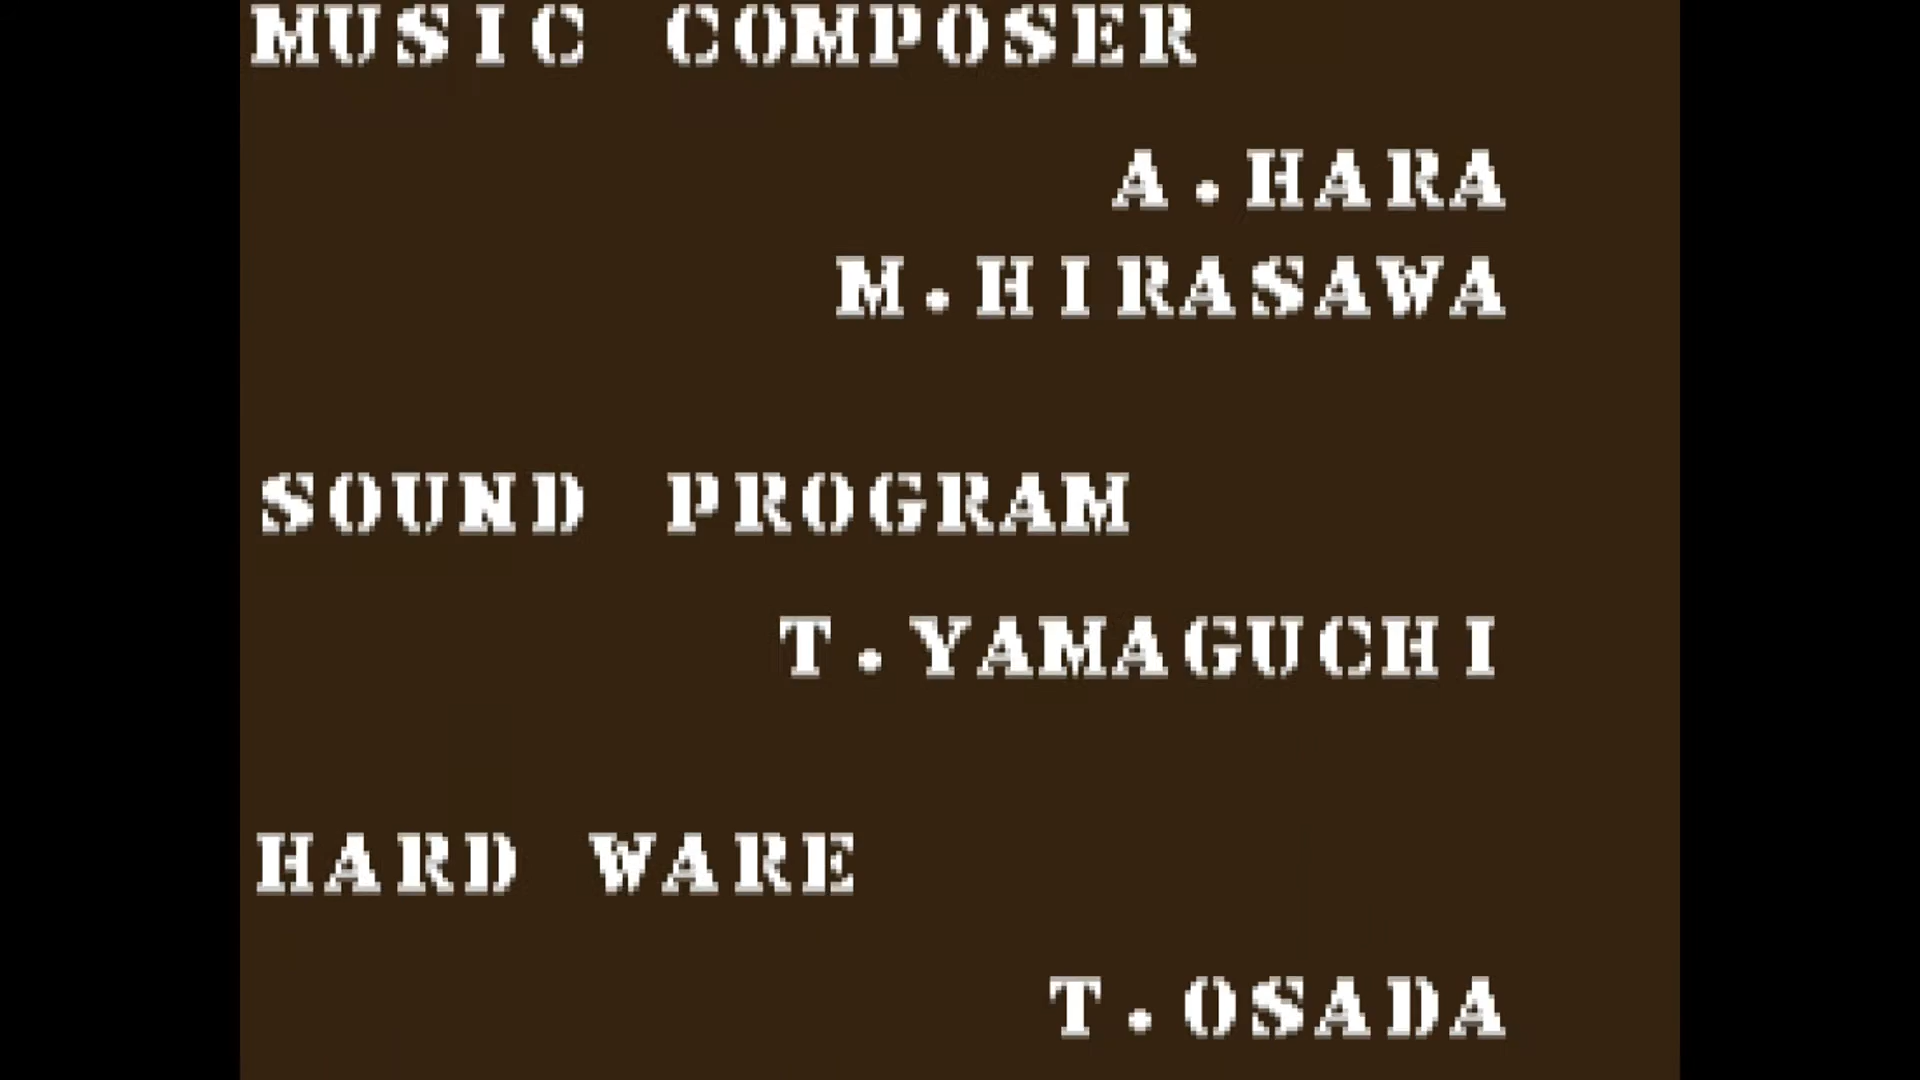 MUSIC COMPOSER
A.HARA
M.HIRASAWA
SOUND PROGRAM
T.YAMAGUCHI
HARD WARE
T.OSADA